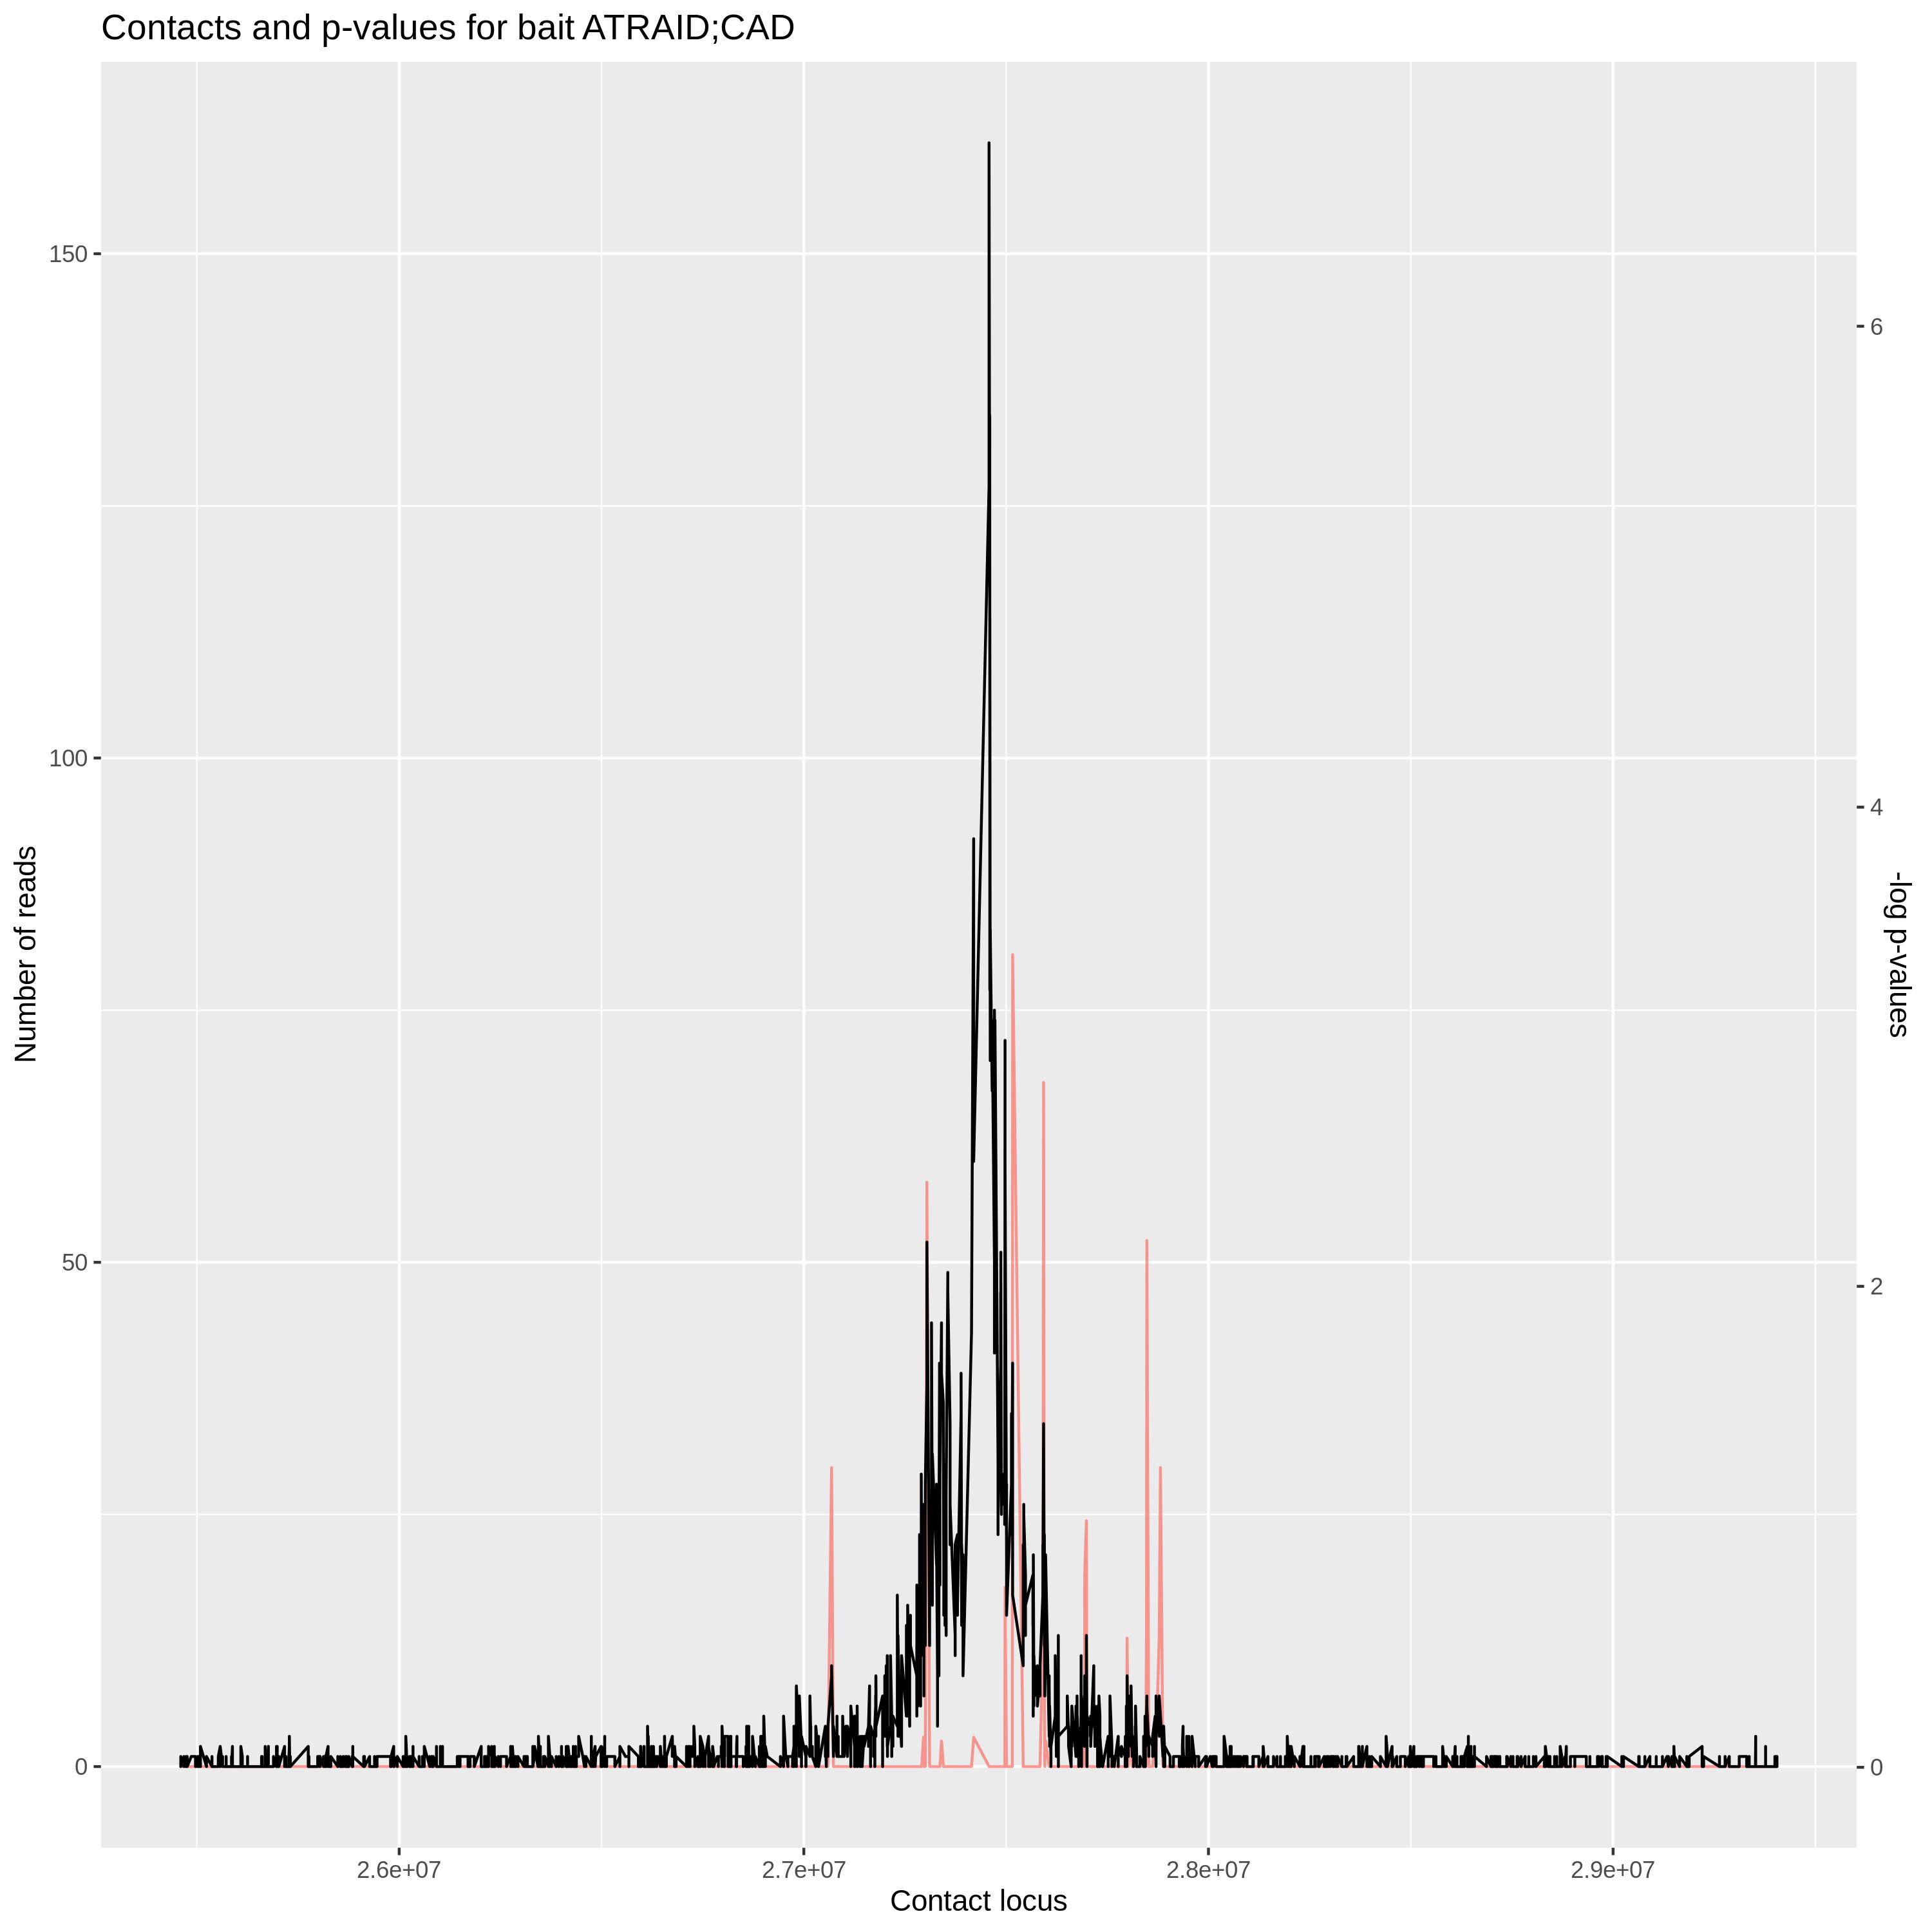 Contacts and p-values for bait ATRAID;CAD
150
100
50
0
6
4
2
0
Number of reads
-log p-values
2.6e+07 2.7e+07 2.8e+07 2.9e+07
Contact locus